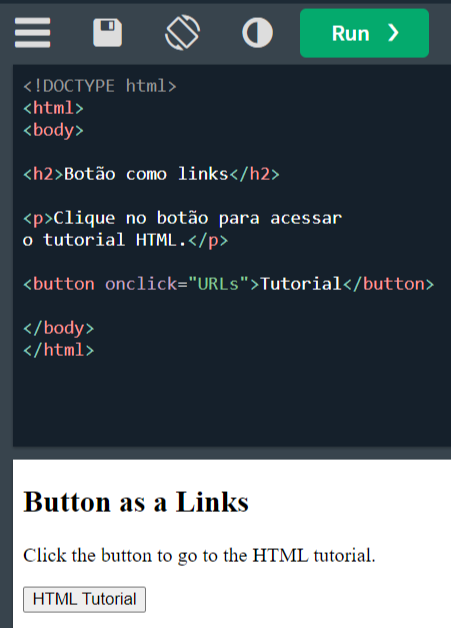 Run
<!DOCTYPE html>
<html>
<body>
<h2>Botão como links</h2>
<p>Clique no botão para acessar
o tutorial HTML.</p>
<button onclick="URLs">Tutorial</button>
</body>
</html>
Button as a Links
Click the button to go to the HTML tutorial.
HTML Tutorial